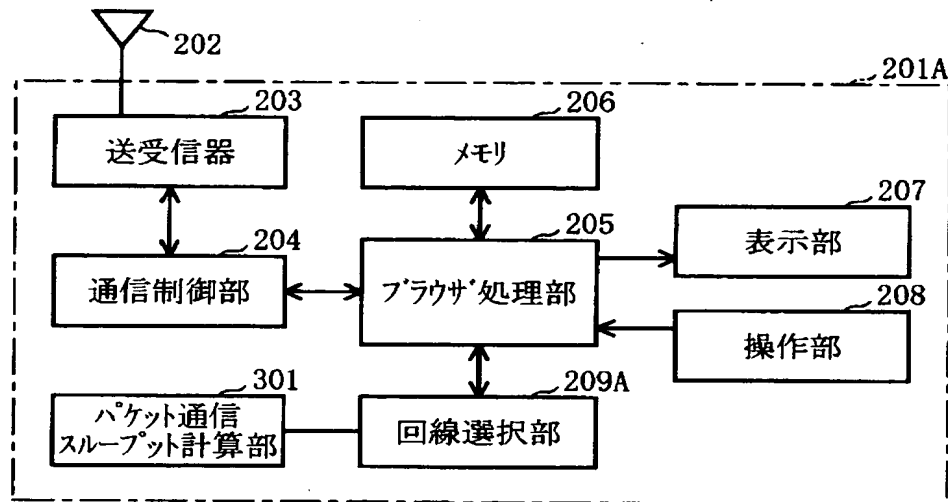 202
201A
203
送受信器
206
メモリ
204
通信制御部
205
ブラウザ処理部
207
表示部
208
操作部
301
パケット通信
スループット計算部
209A
回線選択部